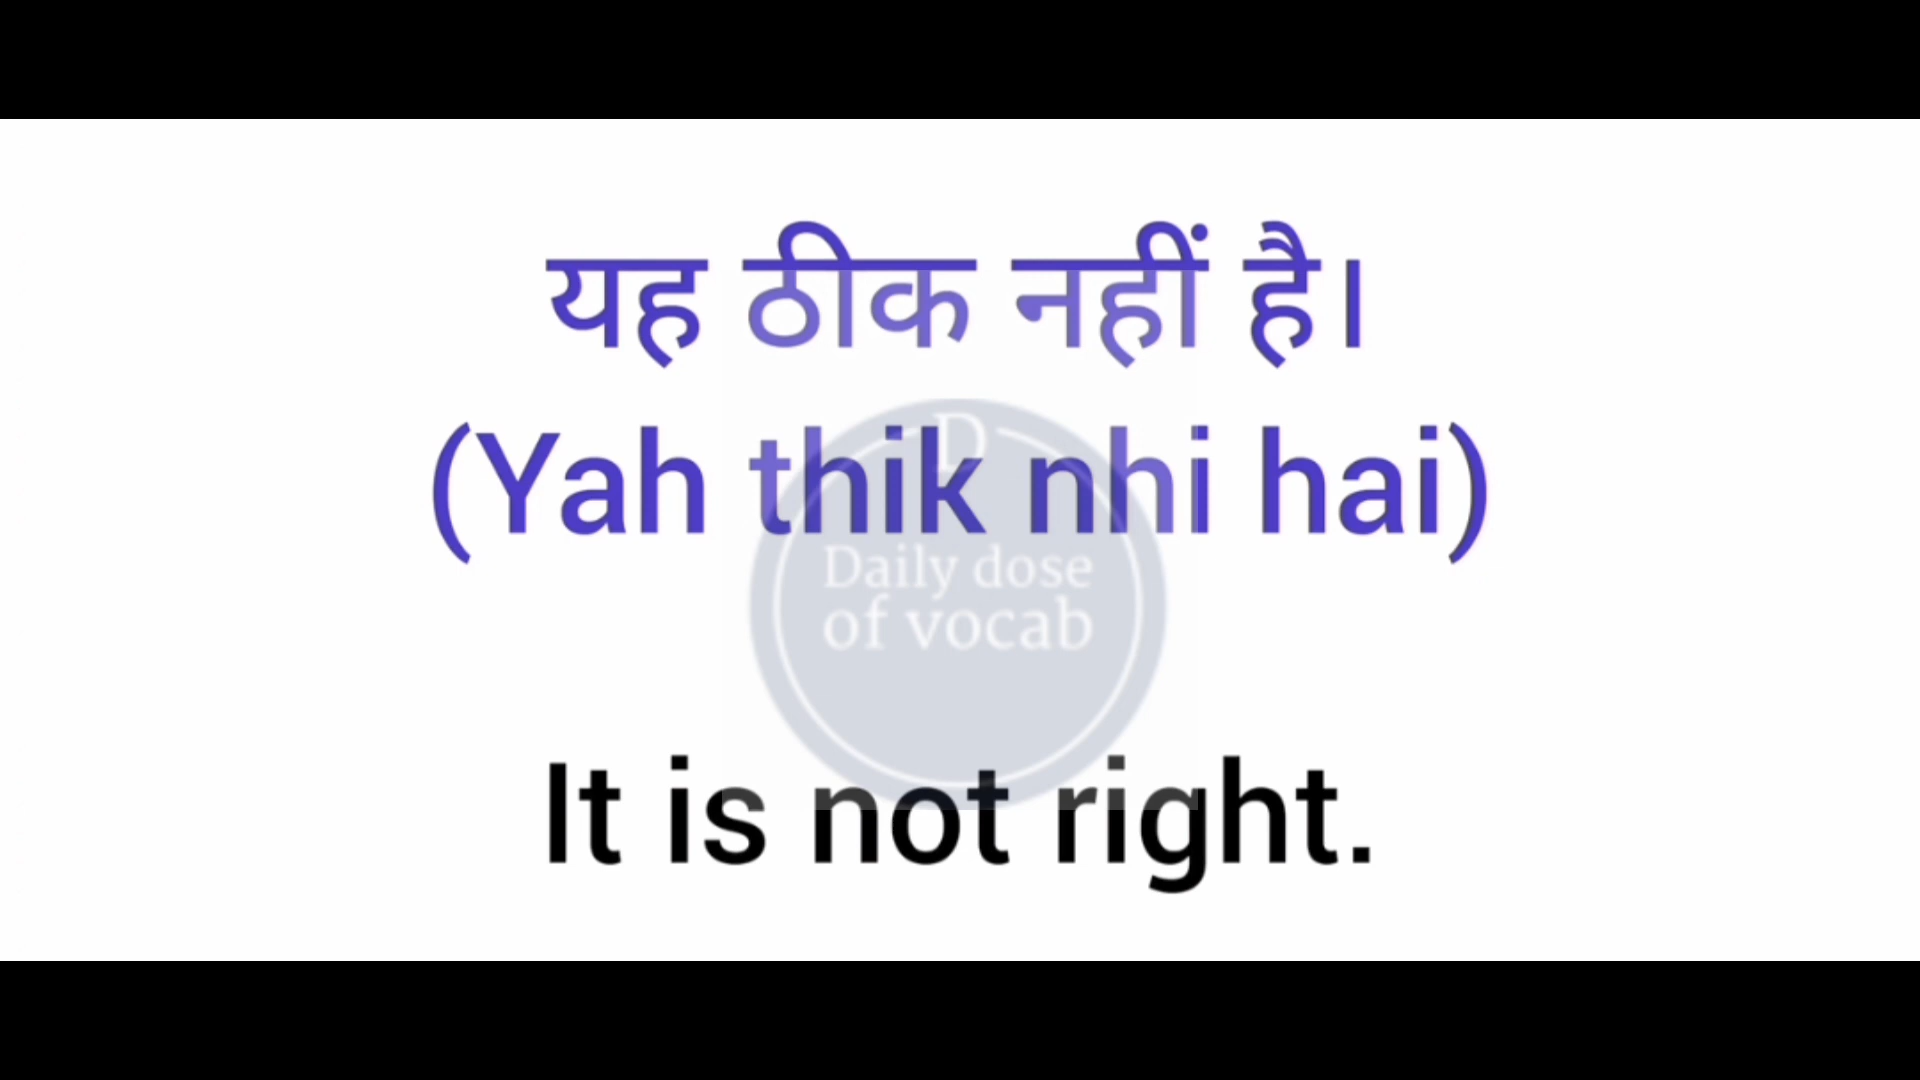 यह ठीक नहीं है।
(Yah thik nhi hai)
D
Daily dose
of vocab
It is not right.